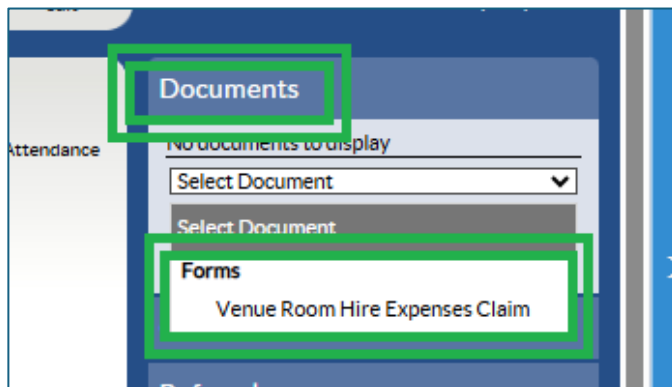 Documents
Attendance
No documents to display
Select Document
Select Document
Forms
Venue Room Hire Expenses Claim